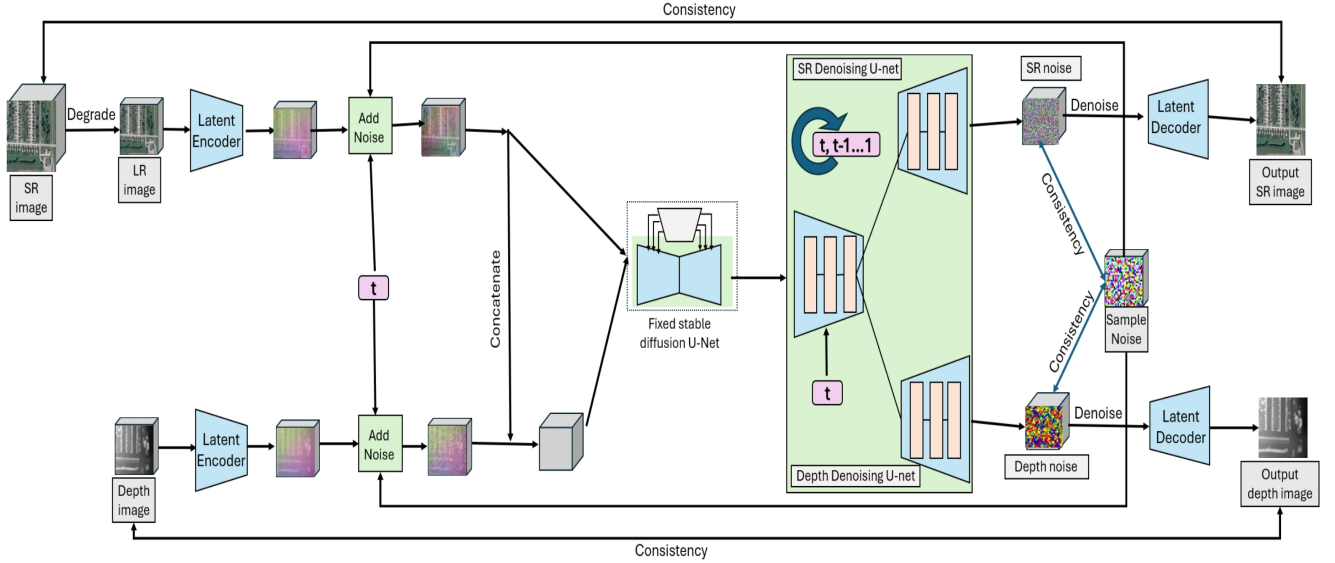 Consistency
SR Denoising U-net
SR noise
Degrade
Latent
Encoder
Add
Noise
t, t-1...1
Denoise
Latent
Decoder
SR
image
LR
image
Output
SR image
Consistency
t
Concatenate
Fixed stable
diffusion U-Net
Sample
Noise
Consistency
t
Latent
Encoder
Add
Noise
Denoise
Latent
Decoder
Depth
image
Depth Denoising U-net
Depth noise
Output
depth image
Consistency